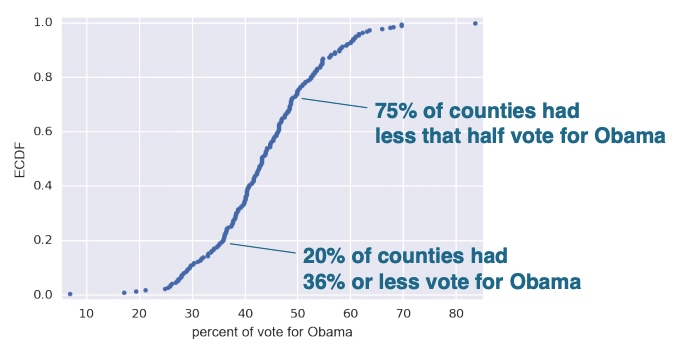 1.0
0.8
75% of counties had
less that half vote for Obama
0.6
ECDF
0.4
0.2
20% of counties had
36% or less vote for Obama
0.0
10 20 30 40 50 60 70 80
percent of vote for Obama